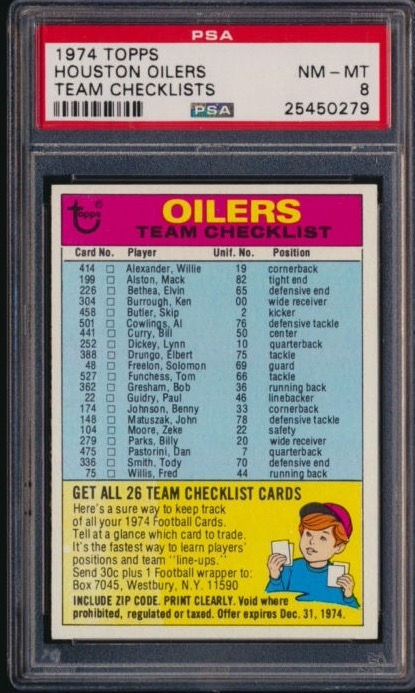 PSA
1974 TOPPS
HOUSTON OILERS NM - MT
TEAM CHECKLISTS 8
PSA 25450279
Topps ®
OILERS
TEAM CHECKLIST
Card No. Player Unif. No. Position
414 □ Alexander, Willie 19 cornerback
199 □ Alston, Mack 82 tight end
226 □ Bethea, Elvin 65 defensive end
304 □ Burrough, Ken 00 wide receiver
458 □ Butler, Skip 2 kicker
501 □ Cowlings, Al 76 defensive tackle
441 □ Curry, Bill 50 center
252 □ Dickey, Lynn 10 quarterback
388 □ Drungo, Elbert 75 tackle
48 □ Freelon, Solomon 69 guard
527 □ Funchess, Tom 66 tackle
362 □ Gresham, Bob 36 running back
22 □ Guidry, Paul 46 linebacker
174 □ Johnson, Benny 33 cornerback
148 □ Matuszak, John 78 defensive tackle
104 □ Moore, Zeke 22 safety
279 □ Parks, Billy 20 wide receiver
475 □ Pastorini, Dan 7 quarterback
336 □ Smith, Tody 70 defensive end
75 □ Willis, Fred 44 running back
GET ALL 26 TEAM CHECKLIST CARDS
Here's a sure way to keep track
of all your 1974 Football Cards.
Tell at a glance which card to trade.
It's the fastest way to learn players'
positions and team "line-ups."
Send 30c plus 1 Football wrapper to:
Box 7045, Westbury, N.Y. 11590
INCLUDE ZIP CODE. PRINT CLEARLY. Void where
prohibited, regulated or taxed. Offer expires Dec. 31, 1974.